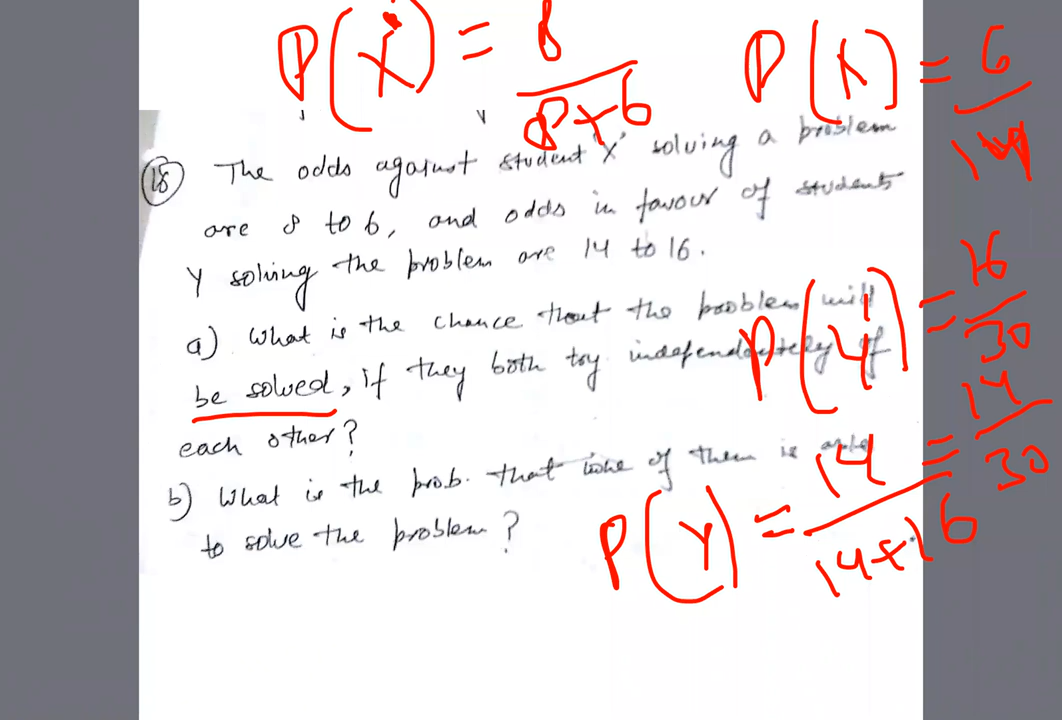 P(X') = 8/8+6
P(X) = 6/14
18 The odds against student 'X' solving a problem
are 8 to 6, and odds in favour of students
Y solving the problem are 14 to 16.
a) What is the chance that the problem will
be solved, if they both try independently of
each other?
P(Y') = 16/30
b) What is the prob. that of them is
to solve the problem?
P(Y) = 14/14+16 = 14/30